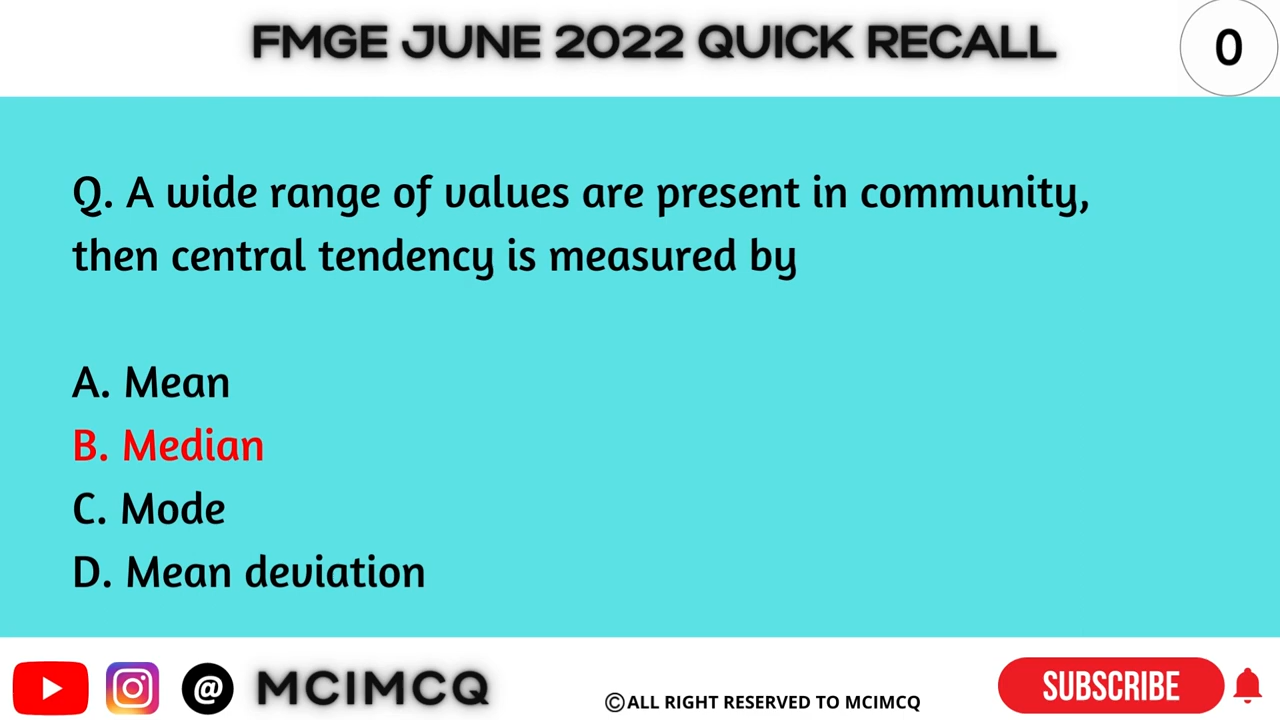 FMGE JUNE 2022 QUICK RECALL
0
Q. A wide range of values are present in community,
then central tendency is measured by
A. Mean
B. Median
C. Mode
D. Mean deviation
@ MCIMCQ
©ALL RIGHT RESERVED TO MCIMCQ
SUBSCRIBE